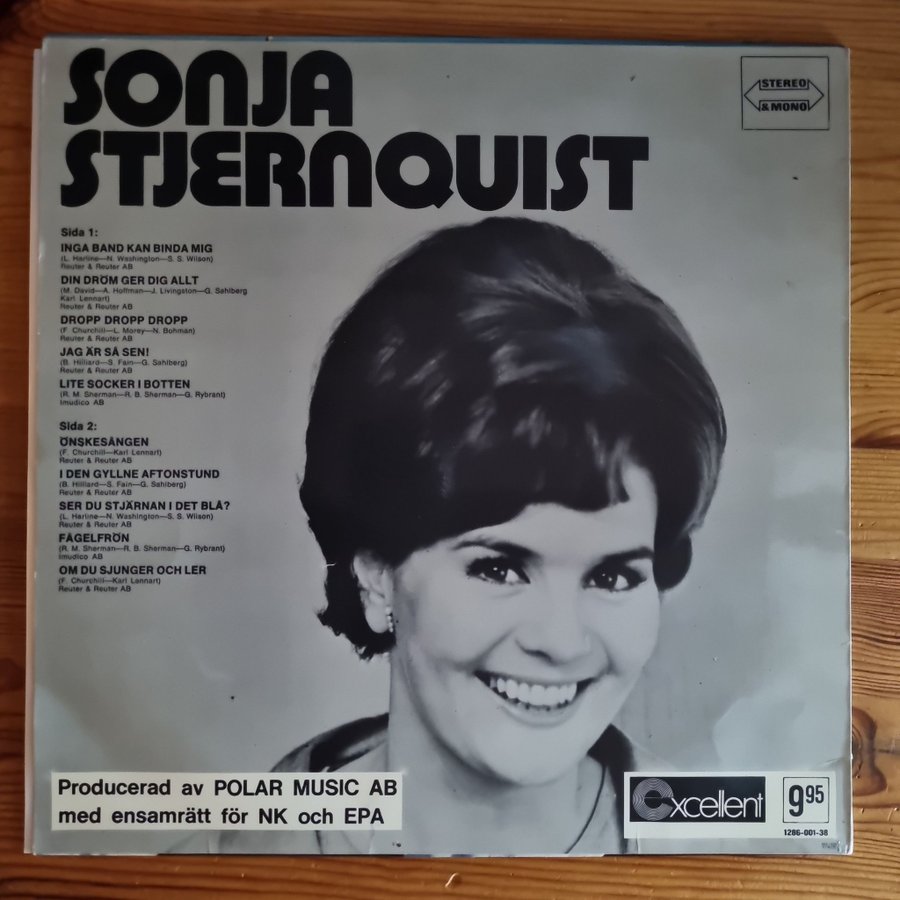 SONJA
STJERNQUIST
STEREO
& MONO
Sida 1:
INGA BAND KAN BINDA MIG
(L. Harline—N. Washington—S. S. Wilson)
Reuter & Reuter AB
DIN DRÖM GER DIG ALLT
(M. David—A. Hoffman—J. Livingston—G. Sahlberg
Karl Lennart)
Reuter & Reuter AB
DROPP DROPP DROPP
(F. Churchill—L. Morey—N. Bohman)
Reuter & Reuter AB
JAG ÄR SÅ SEN!
(B. Hilliard—S. Fain—G. Sahlberg)
Reuter & Reuter AB
LITE SOCKER I BOTTEN
(R. M. Sherman—R. B. Sherman—G. Rybrant)
Imudico AB
Sida 2:
ÖNSKESÅNGEN
(F. Churchill—Karl Lennart)
Reuter & Reuter AB
I DEN GYLLNE AFTONSTUND
(B. Hilliard—S. Fain—G. Sahlberg)
Reuter & Reuter AB
SER DU STJÄRNAN I DET BLÅ?
(L. Harline—N. Washington—S. S. Wilson)
Reuter & Reuter AB
FÅGELFRÖN
(R. M. Sherman—R. B. Sherman—G. Rybrant)
Imudico AB
OM DU SJUNGER OCH LER
(F. Churchill—Karl Lennart)
Reuter & Reuter AB
Producerad av POLAR MUSIC AB
med ensamrätt för NK och EPA
Excellent
9 95
1286-001-38